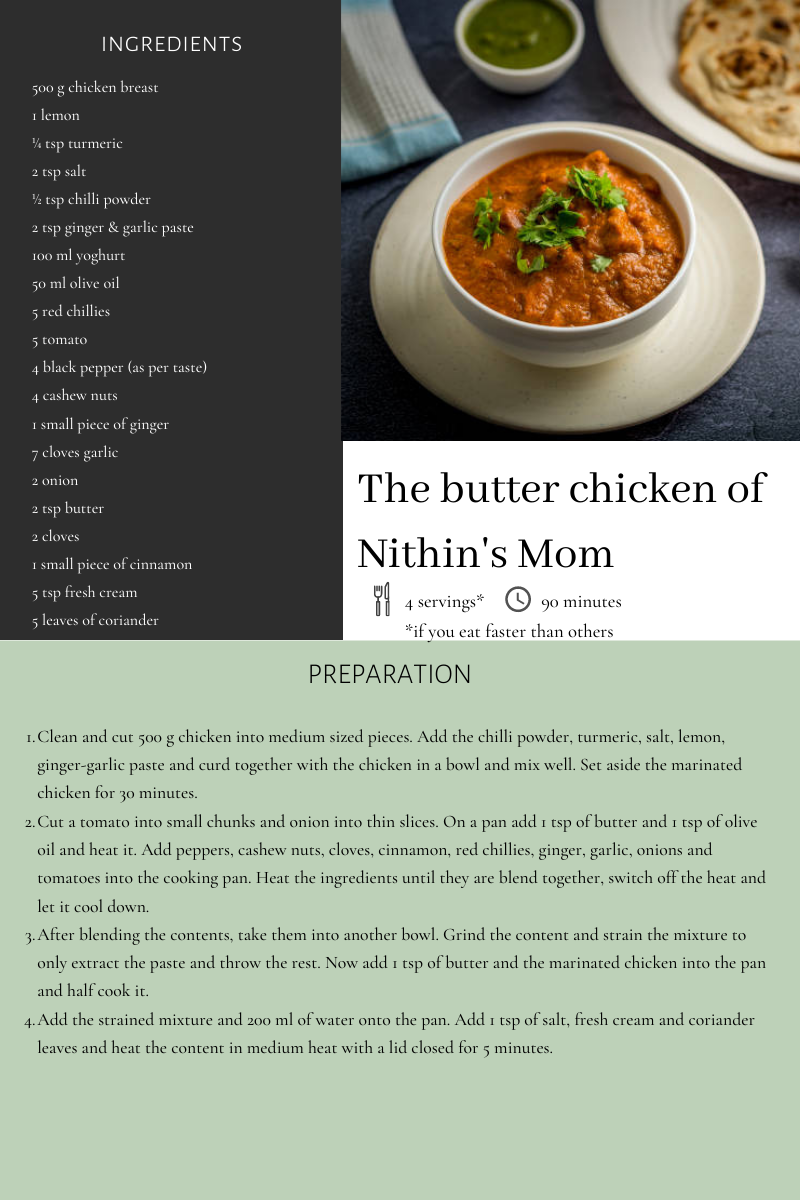 INGREDIENTS
500 g chicken breast
1 lemon
¼ tsp turmeric
2 tsp salt
½ tsp chilli powder
2 tsp ginger & garlic paste
100 ml yoghurt
50 ml olive oil
5 red chillies
5 tomato
4 black pepper (as per taste)
4 cashew nuts
1 small piece of ginger
7 cloves garlic
2 onion
2 tsp butter
2 cloves
1 small piece of cinnamon
5 tsp fresh cream
5 leaves of coriander
The butter chicken of
Nithin's Mom
4 servings* 90 minutes
*if you eat faster than others
PREPARATION
1. Clean and cut 500 g chicken into medium sized pieces. Add the chilli powder, turmeric, salt, lemon,
ginger-garlic paste and curd together with the chicken in a bowl and mix well. Set aside the marinated
chicken for 30 minutes.
2. Cut a tomato into small chunks and onion into thin slices. On a pan add 1 tsp of butter and 1 tsp of olive
oil and heat it. Add peppers, cashew nuts, cloves, cinnamon, red chillies, ginger, garlic, onions and
tomatoes into the cooking pan. Heat the ingredients until they are blend together, switch off the heat and
let it cool down.
3. After blending the contents, take them into another bowl. Grind the content and strain the mixture to
only extract the paste and throw the rest. Now add 1 tsp of butter and the marinated chicken into the pan
and half cook it.
4. Add the strained mixture and 200 ml of water onto the pan. Add 1 tsp of salt, fresh cream and coriander
leaves and heat the content in medium heat with a lid closed for 5 minutes.